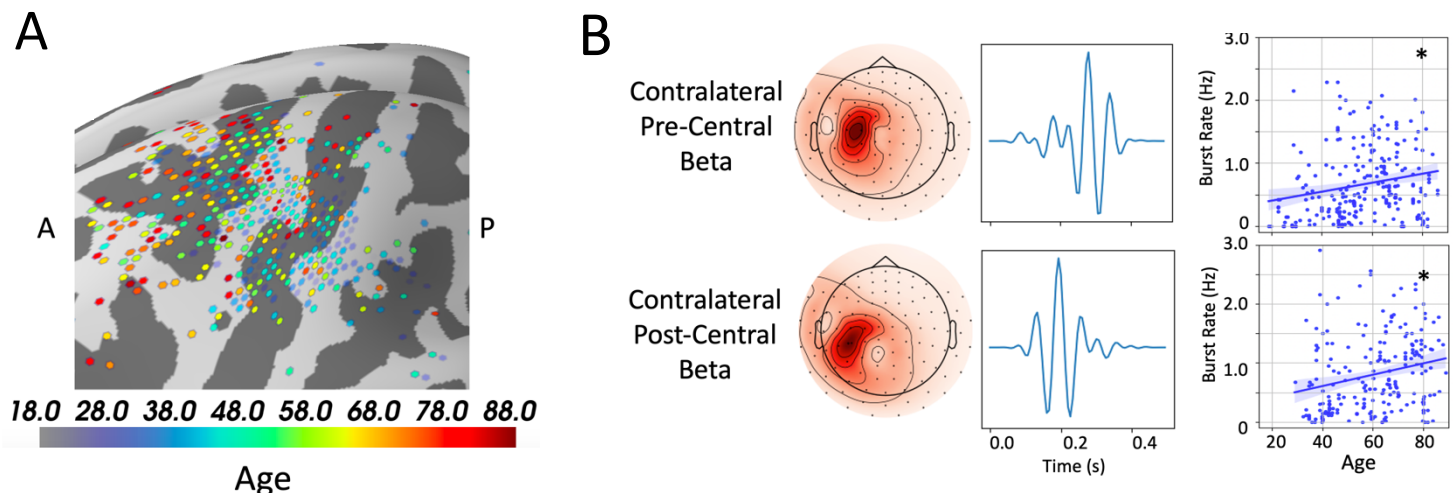 A
A
P
18.0 28.0 38.0 48.0 58.0 68.0 78.0 88.0
Age
B
Contralateral
Pre-Central
Beta
Burst Rate (Hz)
3.0
2.0
1.0
0
*
Contralateral
Post-Central
Beta
0.0 0.2 0.4
Time (s)
Burst Rate (Hz)
3.0
2.0
1.0
0
*
20 40 60 80
Age